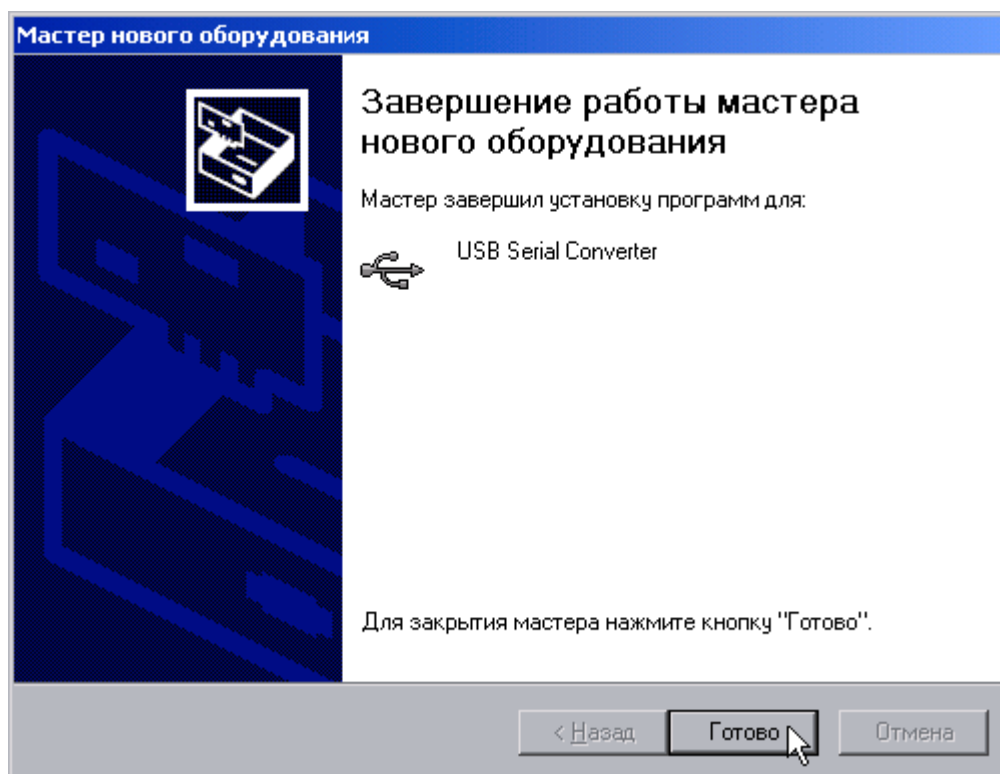 Мастер нового оборудования
Завершение работы мастера
нового оборудования
Мастер завершил установку программ для:
USB Serial Converter
Для закрытия мастера нажмите кнопку "Готово".
< Назад
Готово
Отмена